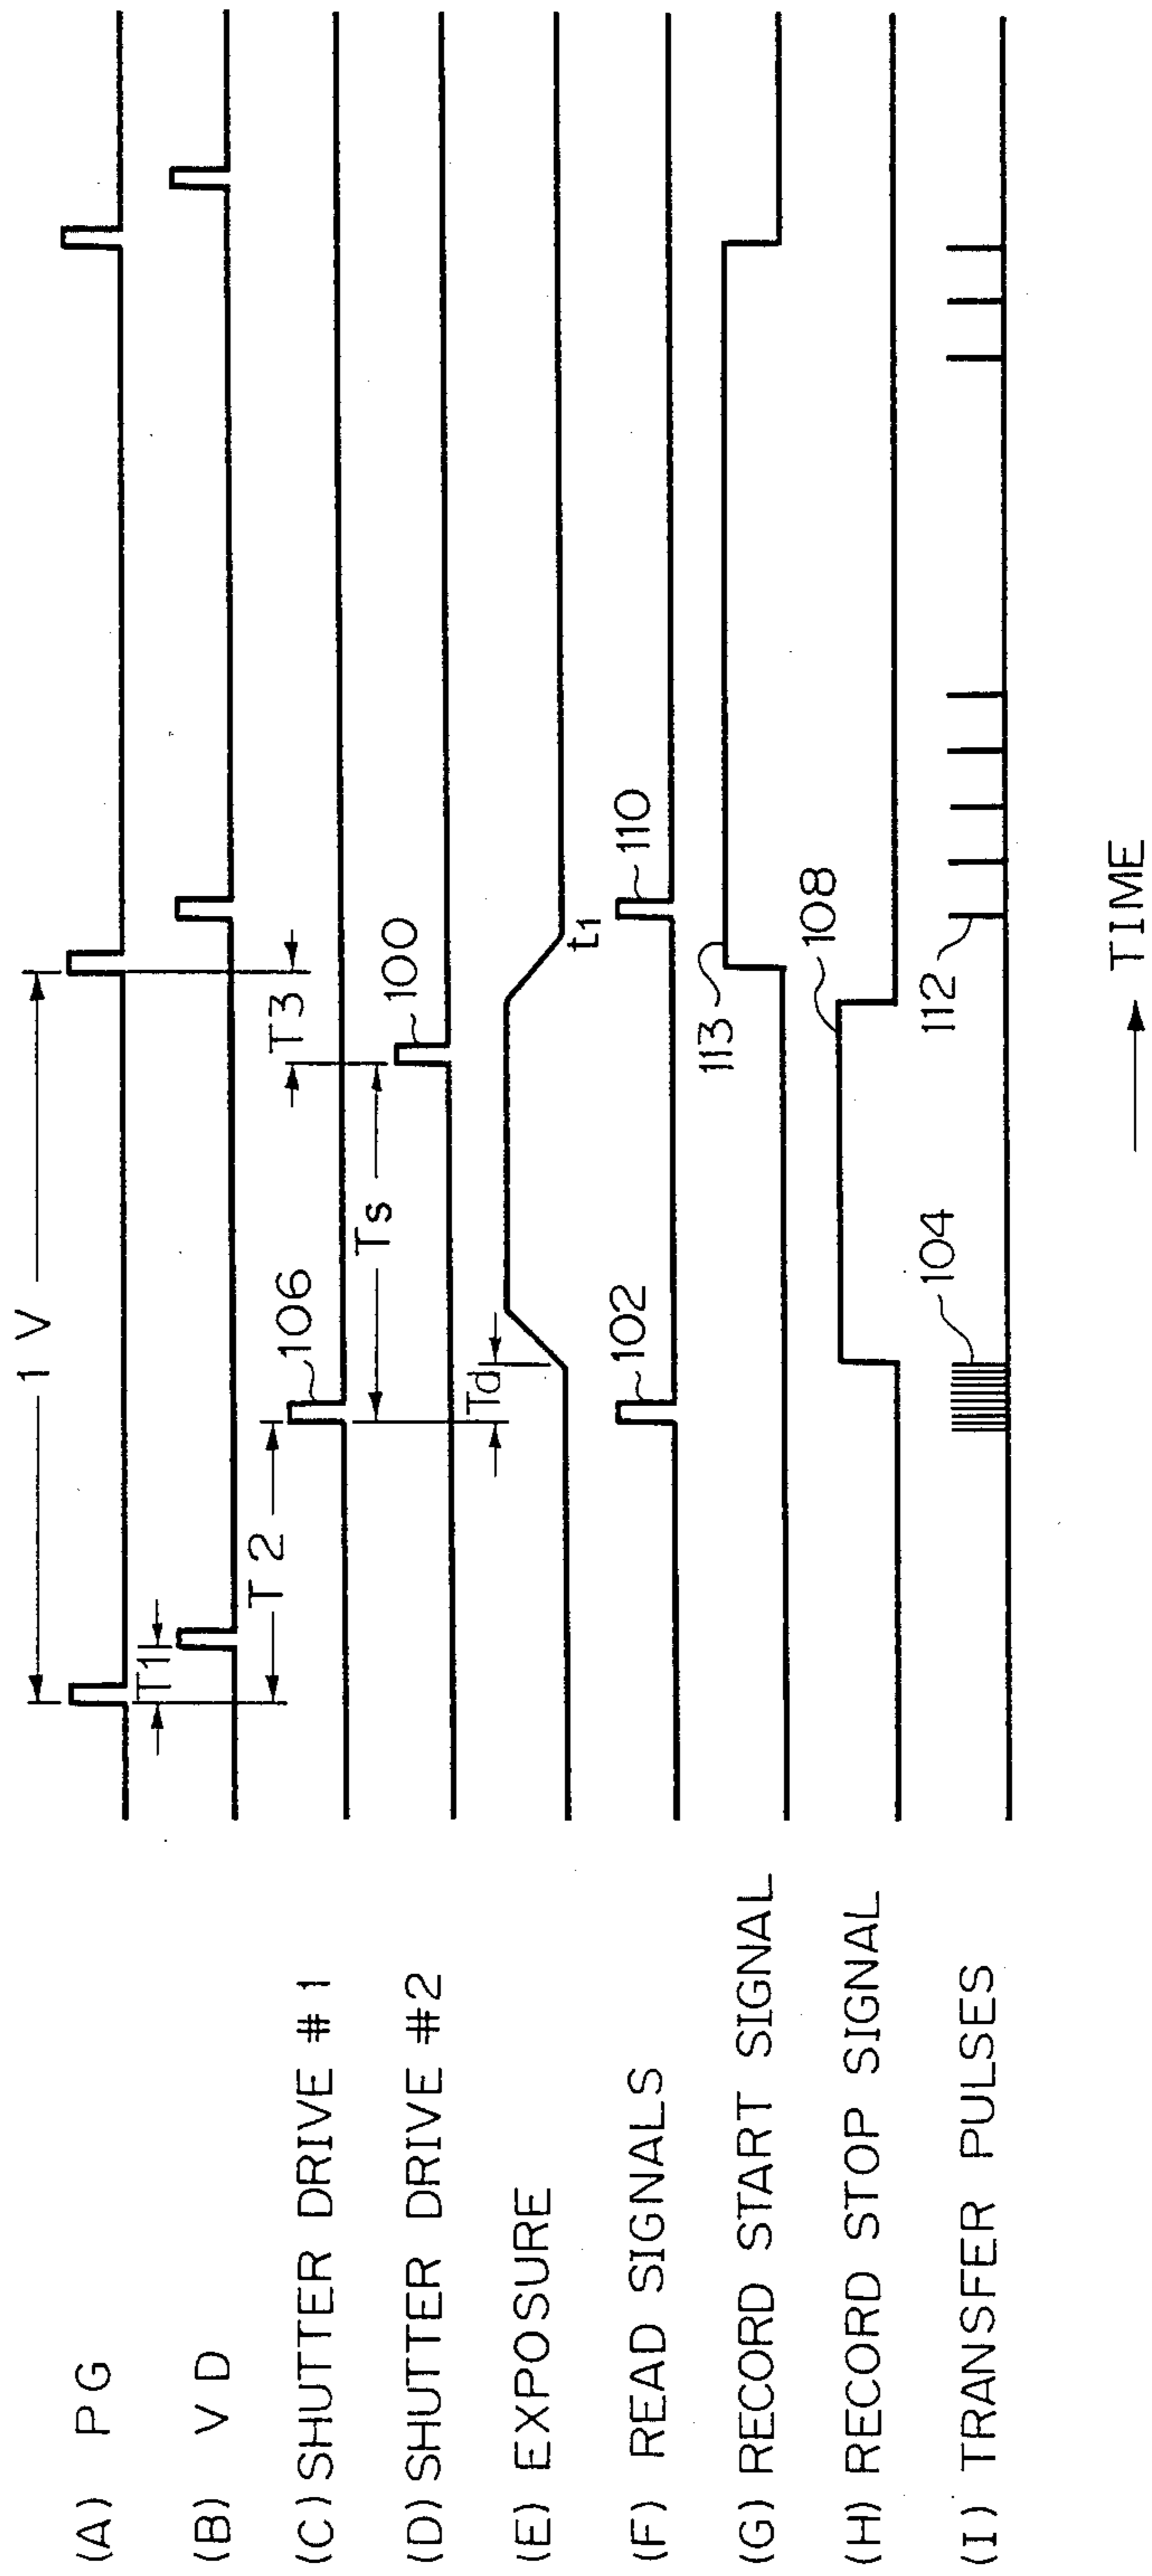 (A) PG
(B) VD
(C) SHUTTER DRIVE #1
(D) SHUTTER DRIVE #2
(E) EXPOSURE
(F) READ SIGNALS
(G) RECORD START SIGNAL
(H) RECORD STOP SIGNAL
(I) TRANSFER PULSES
1 V
T1
T2
106
T3
Ts
100
Td
t1
102
110
113
108
104
112
TIME